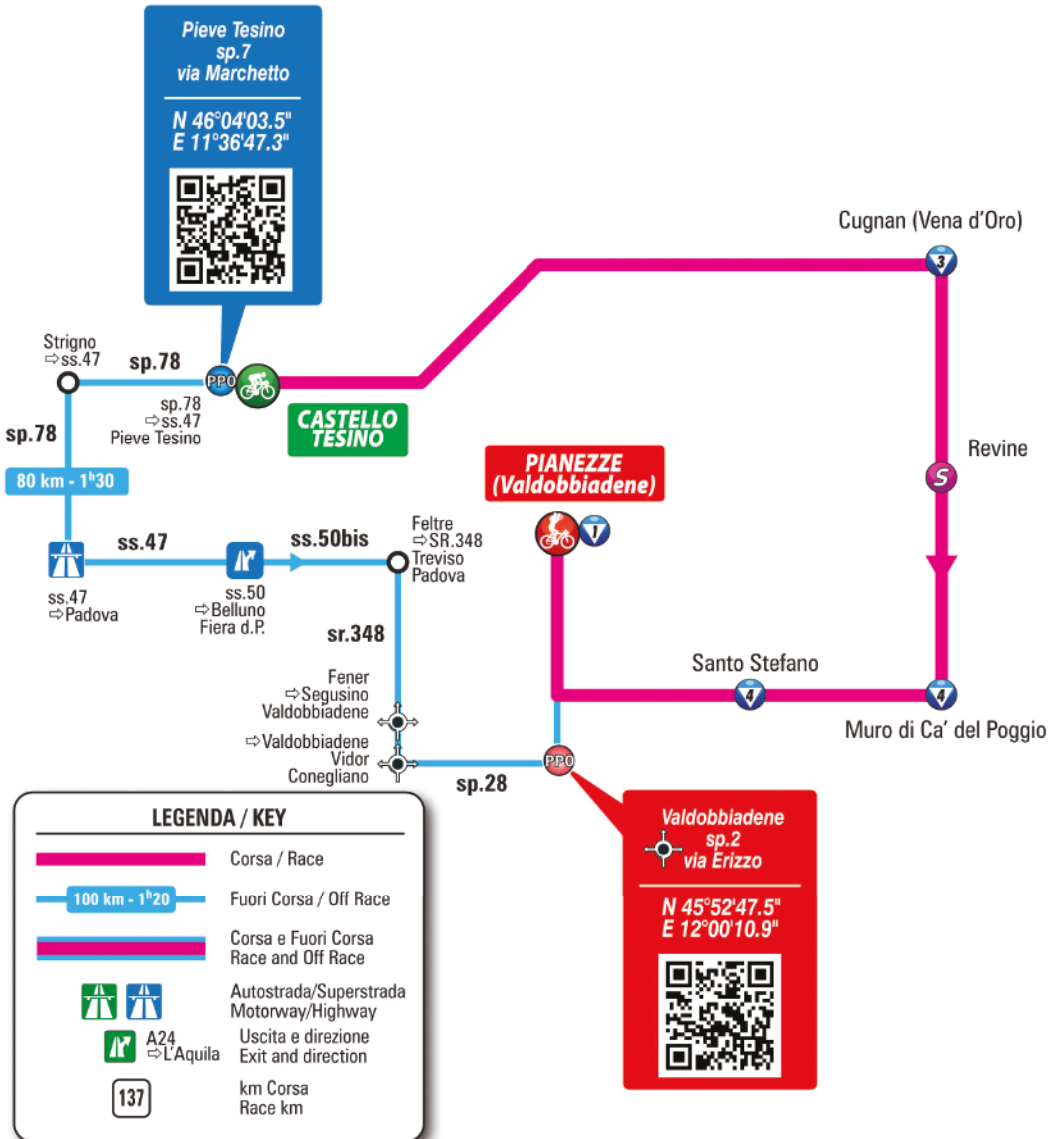 Pieve Tesino
sp.7
via Marchetto
N 46°04'03.5"
E 11°36'47.3"
Cugnan (Vena d'Oro)
3
Strigno
⇨ss.47
sp.78
PPO
sp.78
⇨ss.47
Pieve Tesino
CASTELLO
TESINO
sp.78
80 km - 1h30
PIANEZZE
(Valdobbiadene)
1
Revine
S
ss.47
ss.50bis
Feltre
⇨SR.348
Treviso
Padova
ss.47
⇨Padova
ss.50
⇨Belluno
Fiera d.P.
sr.348
Santo Stefano
4
4
Muro di Ca' del Poggio
Fener
⇨Segusino
Valdobbiadene
⇨Valdobbiadene
Vidor
Conegliano
sp.28
PPO
Valdobbiadene
sp.2
via Erizzo
N 45°52'47.5"
E 12°00'10.9"
LEGENDA / KEY
Corsa / Race
100 km - 1h20
Fuori Corsa / Off Race
Corsa e Fuori Corsa
Race and Off Race
Autostrada/Superstrada
Motorway/Highway
A24
⇨L'Aquila
Uscita e direzione
Exit and direction
137
km Corsa
Race km